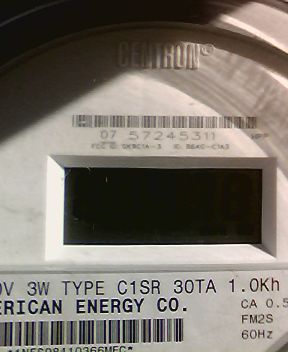 CENTRON®
07 57245311
0V 3W TYPE C1SR 30TA 1.0Kh
ERICAN ENERGY CO.
CA 0.5
FM2S
60Hz